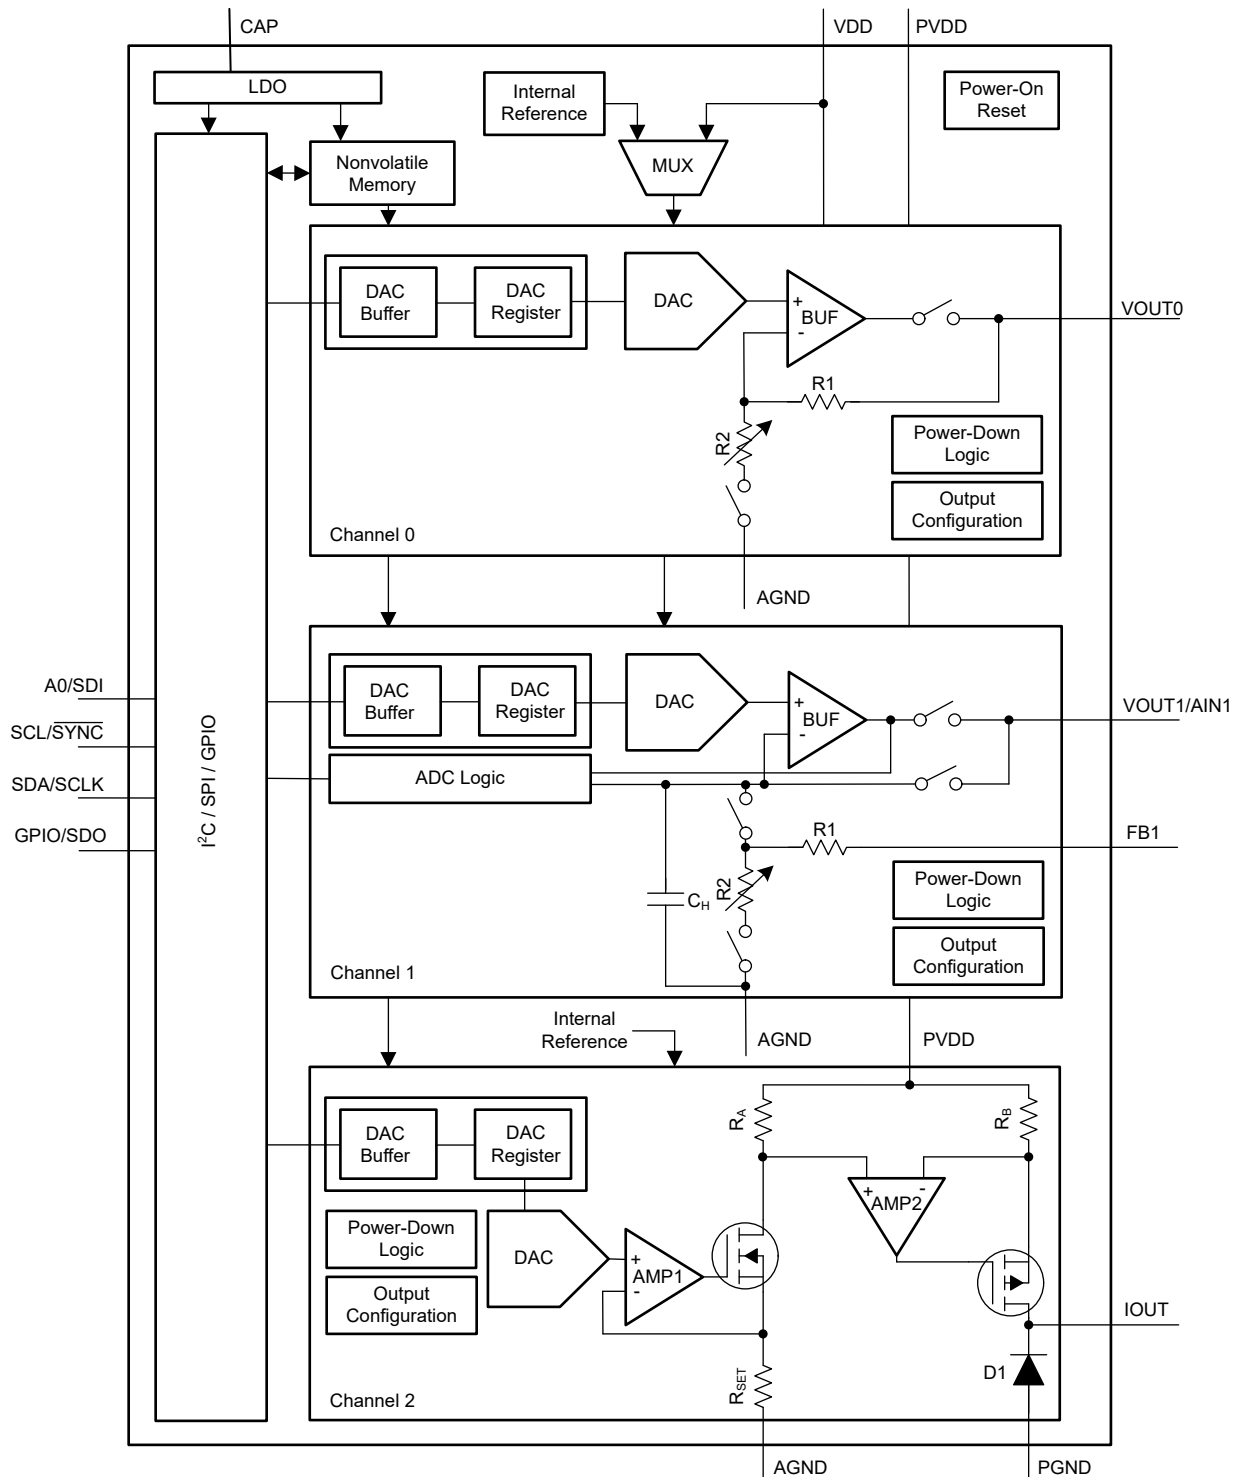 CAP
VDD
PVDD
LDO
Internal
Reference
Power-On
Reset
Nonvolatile
Memory
MUX
DAC
Buffer
DAC
Register
DAC
+
BUF
-
VOUT0
R1
R2
Power-Down
Logic
Output
Configuration
Channel 0
AGND
A0/SDI
SCL/SYNC
SDA/SCLK
GPIO/SDO
I²C / SPI / GPIO
DAC
Buffer
DAC
Register
DAC
+
BUF
-
VOUT1/AIN1
ADC Logic
R1
FB1
R2
C_H
Power-Down
Logic
Output
Configuration
Channel 1
AGND
Internal
Reference
PVDD
R_A
R_B
DAC
Buffer
DAC
Register
+
-
AMP2
Power-Down
Logic
DAC
+
AMP1
-
Output
Configuration
IOUT
D1
R_SET
Channel 2
AGND
PGND